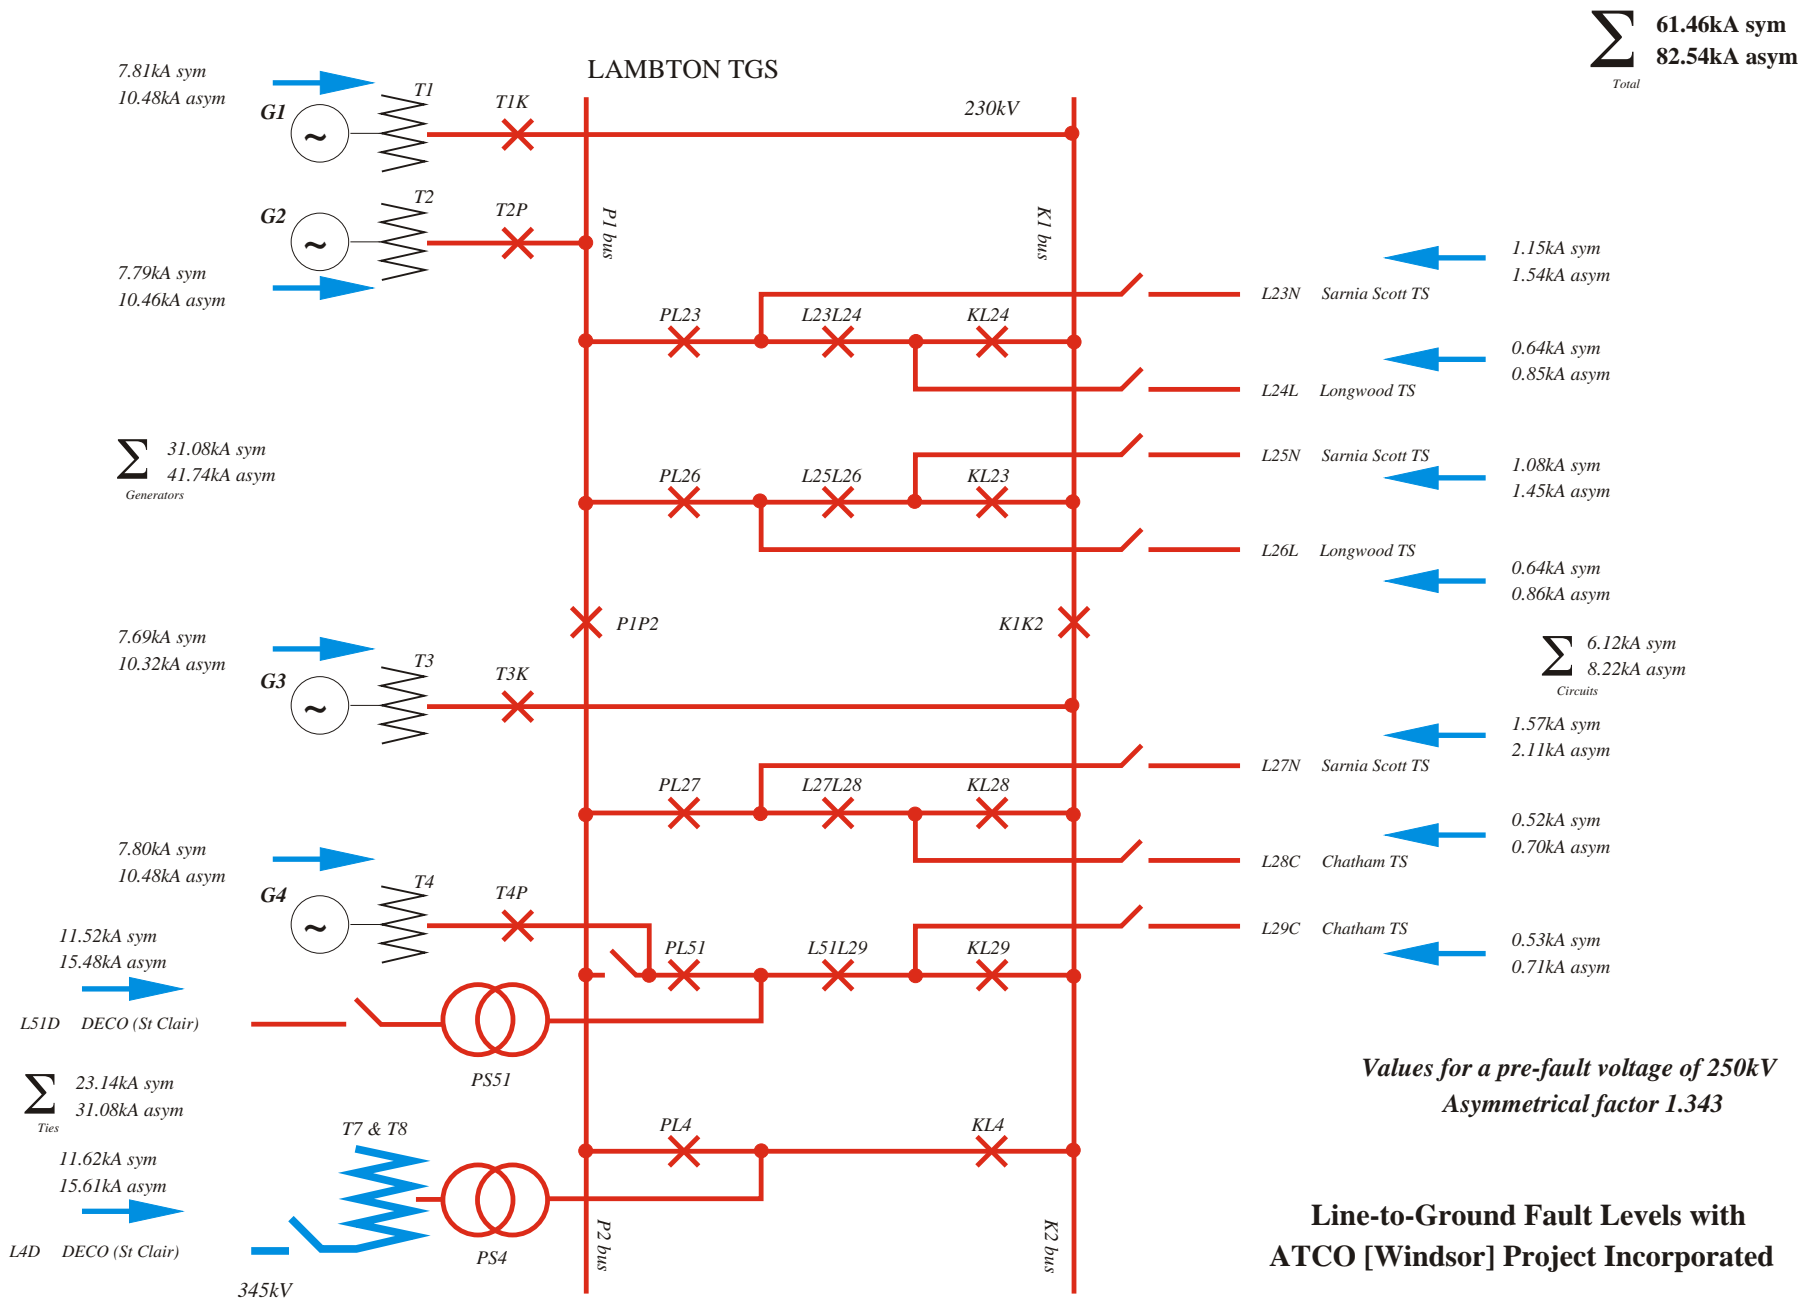 61.46kA sym
82.54kA asym
Σ
Total
LAMBTON TGS
230kV
7.81kA sym
10.48kA asym
G1
~
T1
T1K
G2
~
T2
T2P
7.79kA sym
10.46kA asym
P1 bus
K1 bus
1.15kA sym
1.54kA asym
L23N Sarnia Scott TS
PL23
L23L24
KL24
0.64kA sym
0.85kA asym
L24L Longwood TS
Σ
31.08kA sym
41.74kA asym
Generators
L25N Sarnia Scott TS
PL26
L25L26
KL23
1.08kA sym
1.45kA asym
L26L Longwood TS
0.64kA sym
0.86kA asym
P1P2
K1K2
Σ
6.12kA sym
8.22kA asym
Circuits
7.69kA sym
10.32kA asym
G3
~
T3
T3K
1.57kA sym
2.11kA asym
L27N Sarnia Scott TS
PL27
L27L28
KL28
0.52kA sym
0.70kA asym
L28C Chatham TS
7.80kA sym
10.48kA asym
G4
~
T4
T4P
L29C Chatham TS
PL51
L51L29
KL29
0.53kA sym
0.71kA asym
11.52kA sym
15.48kA asym
L51D DECO (St Clair)
PS51
Σ
23.14kA sym
31.08kA asym
Ties
T7 & T8
PL4
KL4
11.62kA sym
15.61kA asym
L4D DECO (St Clair)
PS4
345kV
P2 bus
K2 bus
Values for a pre-fault voltage of 250kV
Asymmetrical factor 1.343
Line-to-Ground Fault Levels with
ATCO [Windsor] Project Incorporated